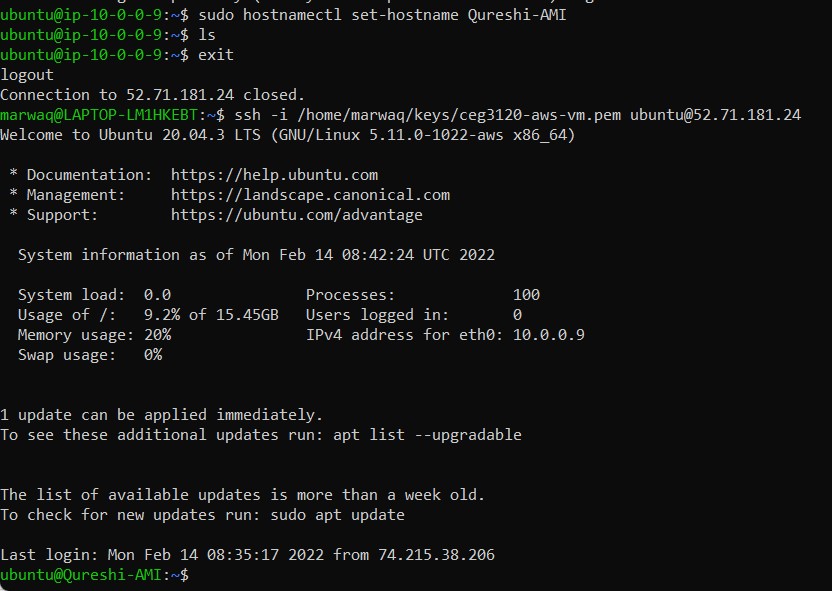 ubuntu@ip-10-0-0-9:~$ sudo hostnamectl set-hostname Qureshi-AMI
ubuntu@ip-10-0-0-9:~$ ls
ubuntu@ip-10-0-0-9:~$ exit
logout
Connection to 52.71.181.24 closed.
marwaq@LAPTOP-LM1HKEBT:~$ ssh -i /home/marwaq/keys/ceg3120-aws-vm.pem ubuntu@52.71.181.24
Welcome to Ubuntu 20.04.3 LTS (GNU/Linux 5.11.0-1022-aws x86_64)
* Documentation:  https://help.ubuntu.com
* Management:     https://landscape.canonical.com
* Support:        https://ubuntu.com/advantage
System information as of Mon Feb 14 08:42:24 UTC 2022
System load:  0.0               Processes:             100
Usage of /:   9.2% of 15.45GB   Users logged in:       0
Memory usage: 20%               IPv4 address for eth0: 10.0.0.9
Swap usage:   0%
1 update can be applied immediately.
To see these additional updates run: apt list --upgradable
The list of available updates is more than a week old.
To check for new updates run: sudo apt update
Last login: Mon Feb 14 08:35:17 2022 from 74.215.38.206
ubuntu@Qureshi-AMI:~$